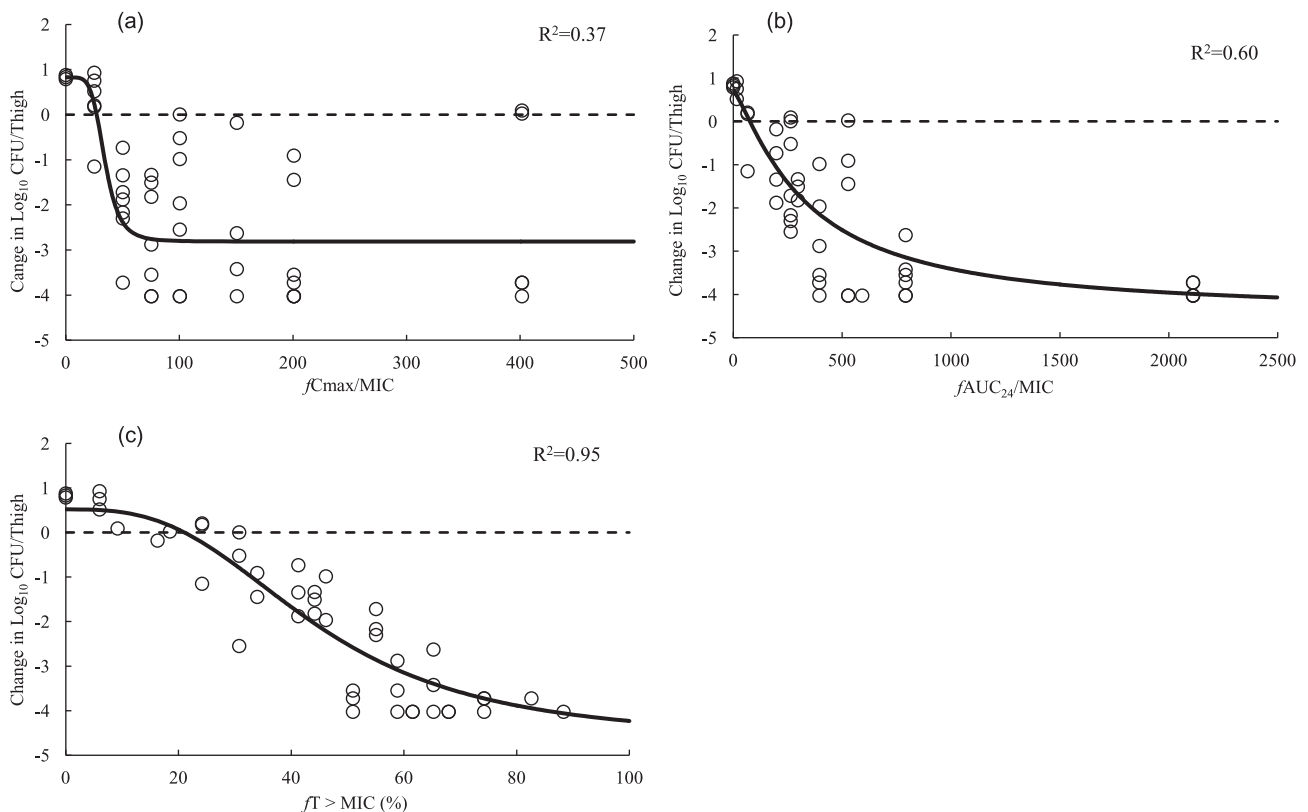 (a)
R²=0.37
Cange in Log₁₀ CFU/Thigh
2
1
0
-1
-2
-3
-4
-5
0 100 200 300 400 500
fCmax/MIC
(b)
R²=0.60
Change in Log₁₀ CFU/Thigh
2
1
0
-1
-2
-3
-4
-5
0 500 1000 1500 2000 2500
fAUC₂₄/MIC
(c)
R²=0.95
Change in Log₁₀ CFU/Thigh
2
1
0
-1
-2
-3
-4
-5
0 20 40 60 80 100
fT > MIC (%)